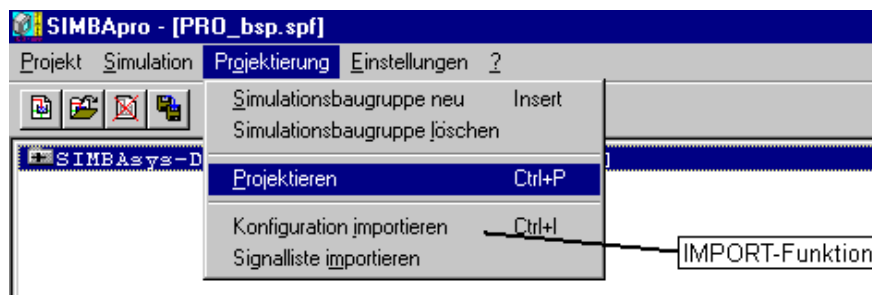 SIMBApro - [PRO_bsp.spf]
Projekt Simulation Projektierung Einstellungen ?
Simulationsbaugruppe neu Insert
Simulationsbaugruppe löschen
SIMBAsys-D ]
Projektieren Ctrl+P
Konfiguration importieren Ctrl+I
IMPORT-Funktion
Signalliste importieren